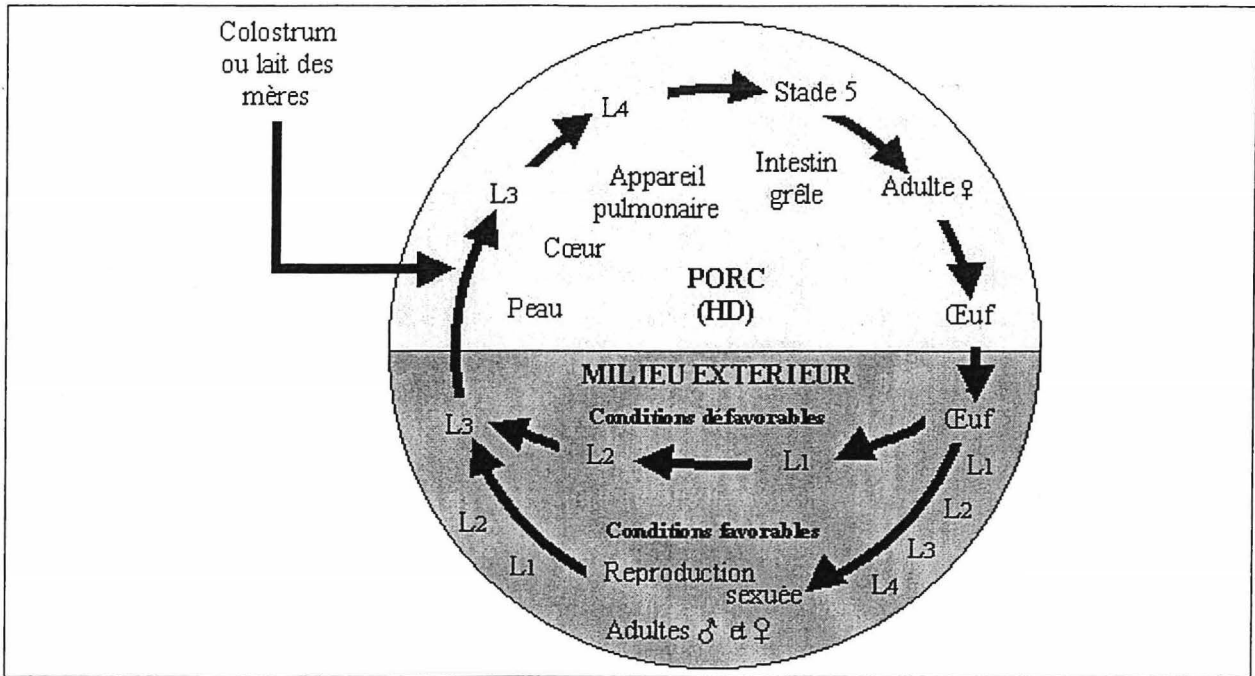 Colostrum
ou lait des
mères
L4
Stade 5
L3
Appareil
pulmonaire
Intestin
grêle
Adulte ♀
Cœur
Peau
PORC
(HD)
Œuf
MILIEU EXTERIEUR
L3
Conditions défavorables
Œuf
L2
L1
L1
L2
L2
Conditions favorables
L3
L1
Reproduction
sexuée
L4
Adultes ♂ et ♀